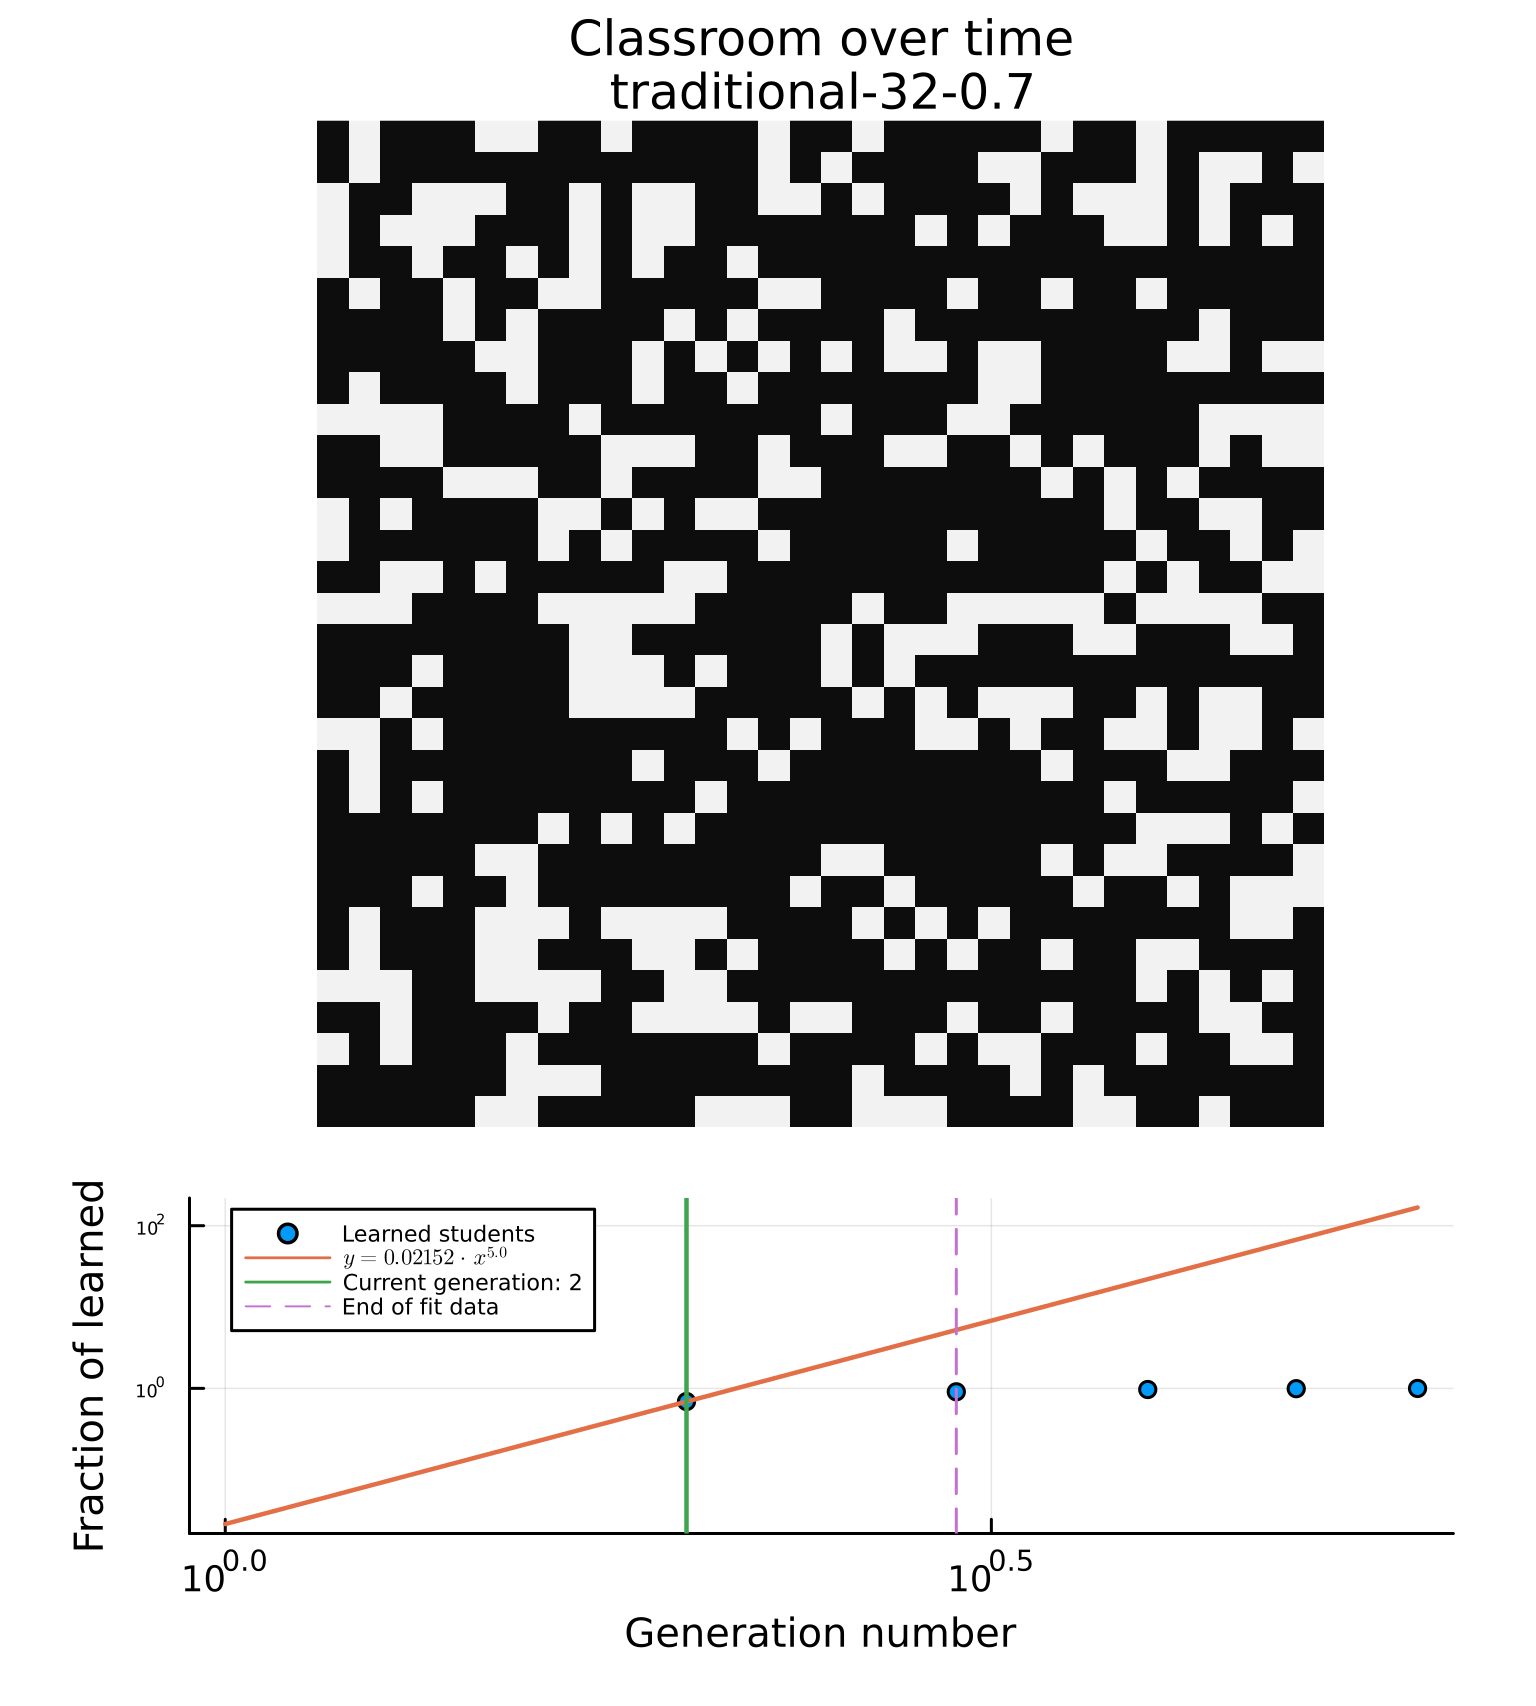 Classroom over time
traditional-32-0.7
Fraction of learned
10^2
10^0
Learned students
y = 0.02152 · x^5.0
Current generation: 2
End of fit data
10^0.0
10^0.5
Generation number